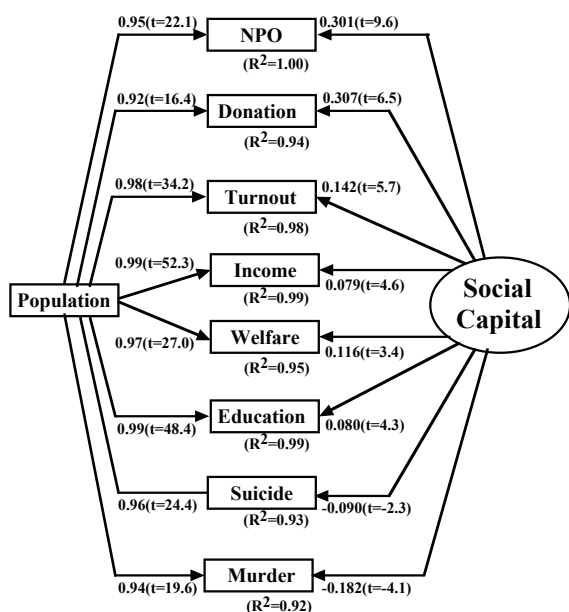 0.95(t=22.1) NPO 0.301(t=9.6)
(R²=1.00)
0.92(t=16.4) Donation 0.307(t=6.5)
(R²=0.94)
0.98(t=34.2) Turnout 0.142(t=5.7)
(R²=0.98)
0.99(t=52.3) Income 0.079(t=4.6)
(R²=0.99)
Population
Social
Capital
0.97(t=27.0) Welfare 0.116(t=3.4)
(R²=0.95)
0.99(t=48.4) Education 0.080(t=4.3)
(R²=0.99)
0.96(t=24.4) Suicide -0.090(t=-2.3)
(R²=0.93)
0.94(t=19.6) Murder -0.182(t=-4.1)
(R²=0.92)